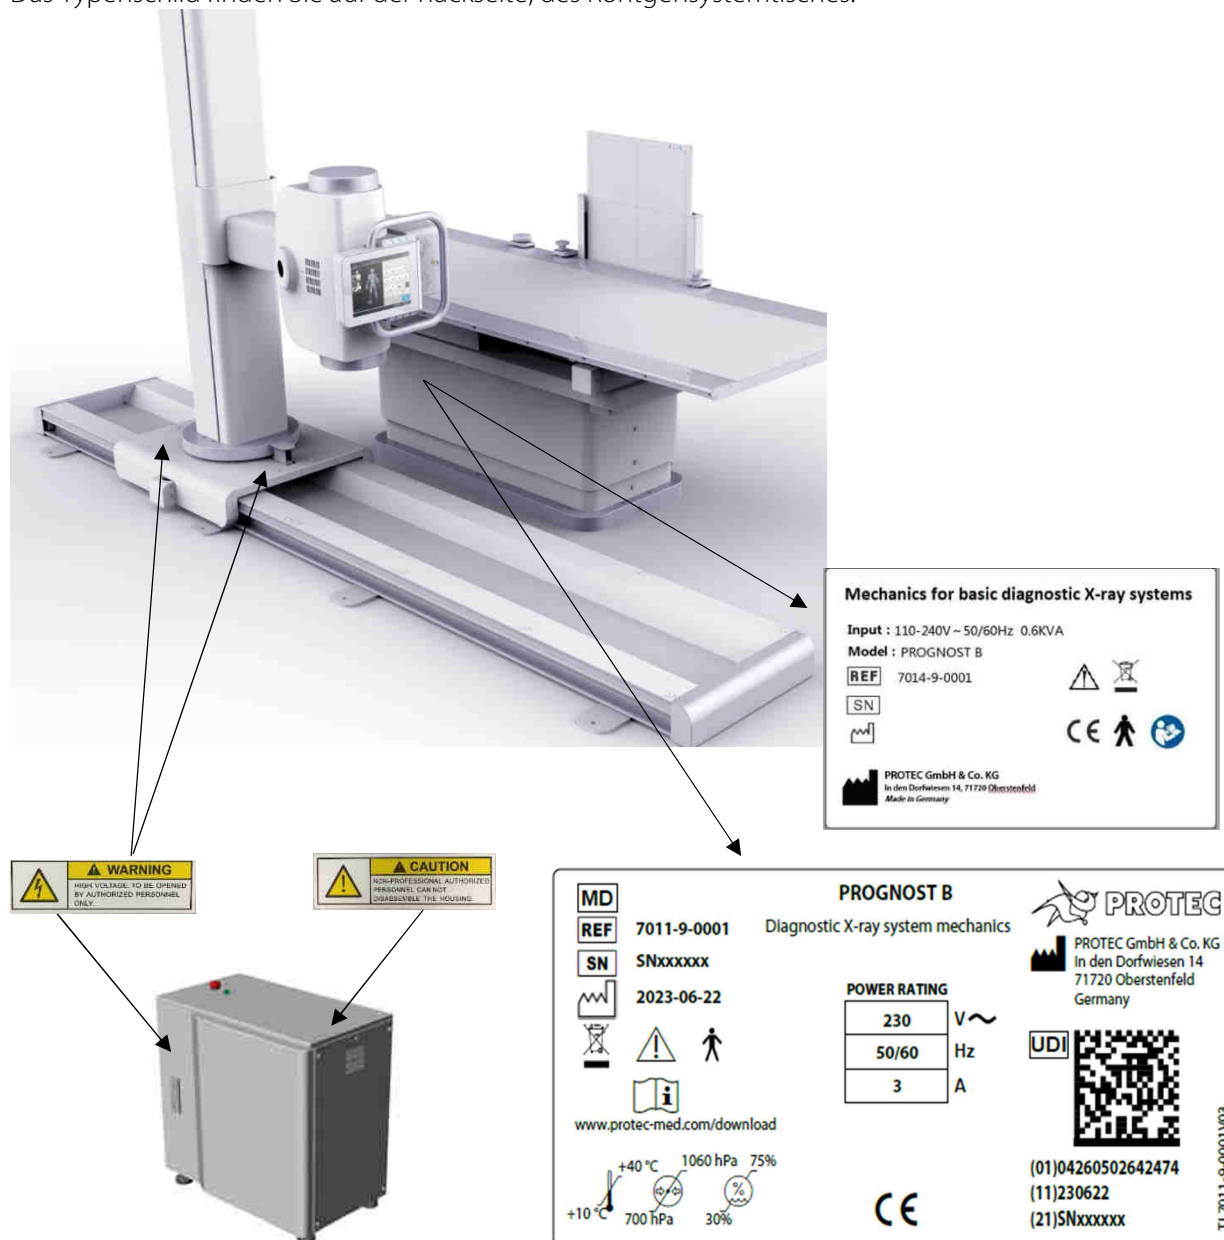 Das Typenschild finden Sie auf der Rückseite, des Röntgensystemtisches.
Mechanics for basic diagnostic X-ray systems
Input : 110-240V ~ 50/60Hz 0.6KVA
Model : PROGNOST B
REF 7014-9-0001
SN
CE
PROTEC GmbH & Co. KG
In den Dorfwiesen 14, 71720 Oberstenfeld
Made in Germany
WARNING
HIGH VOLTAGE. TO BE OPENED
BY AUTHORIZED PERSONNEL
ONLY.
CAUTION
NON-PROFESSIONAL AUTHORIZED
PERSONNEL CAN NOT
DISASSEMBLE THE HOUSING.
MD
REF 7011-9-0001
SN SNxxxxxx
2023-06-22
i
www.protec-med.com/download
+40 °C
+10 °C
1060 hPa
700 hPa
75%
%
30%
PROGNOST B
Diagnostic X-ray system mechanics
POWER RATING
230 V
50/60 Hz
3 A
CE
PROTEC
PROTEC GmbH & Co. KG
In den Dorfwiesen 14
71720 Oberstenfeld
Germany
UDI
(01)04260502642474
(11)230622
(21)SNxxxxxx
TL7011-9-0001V03